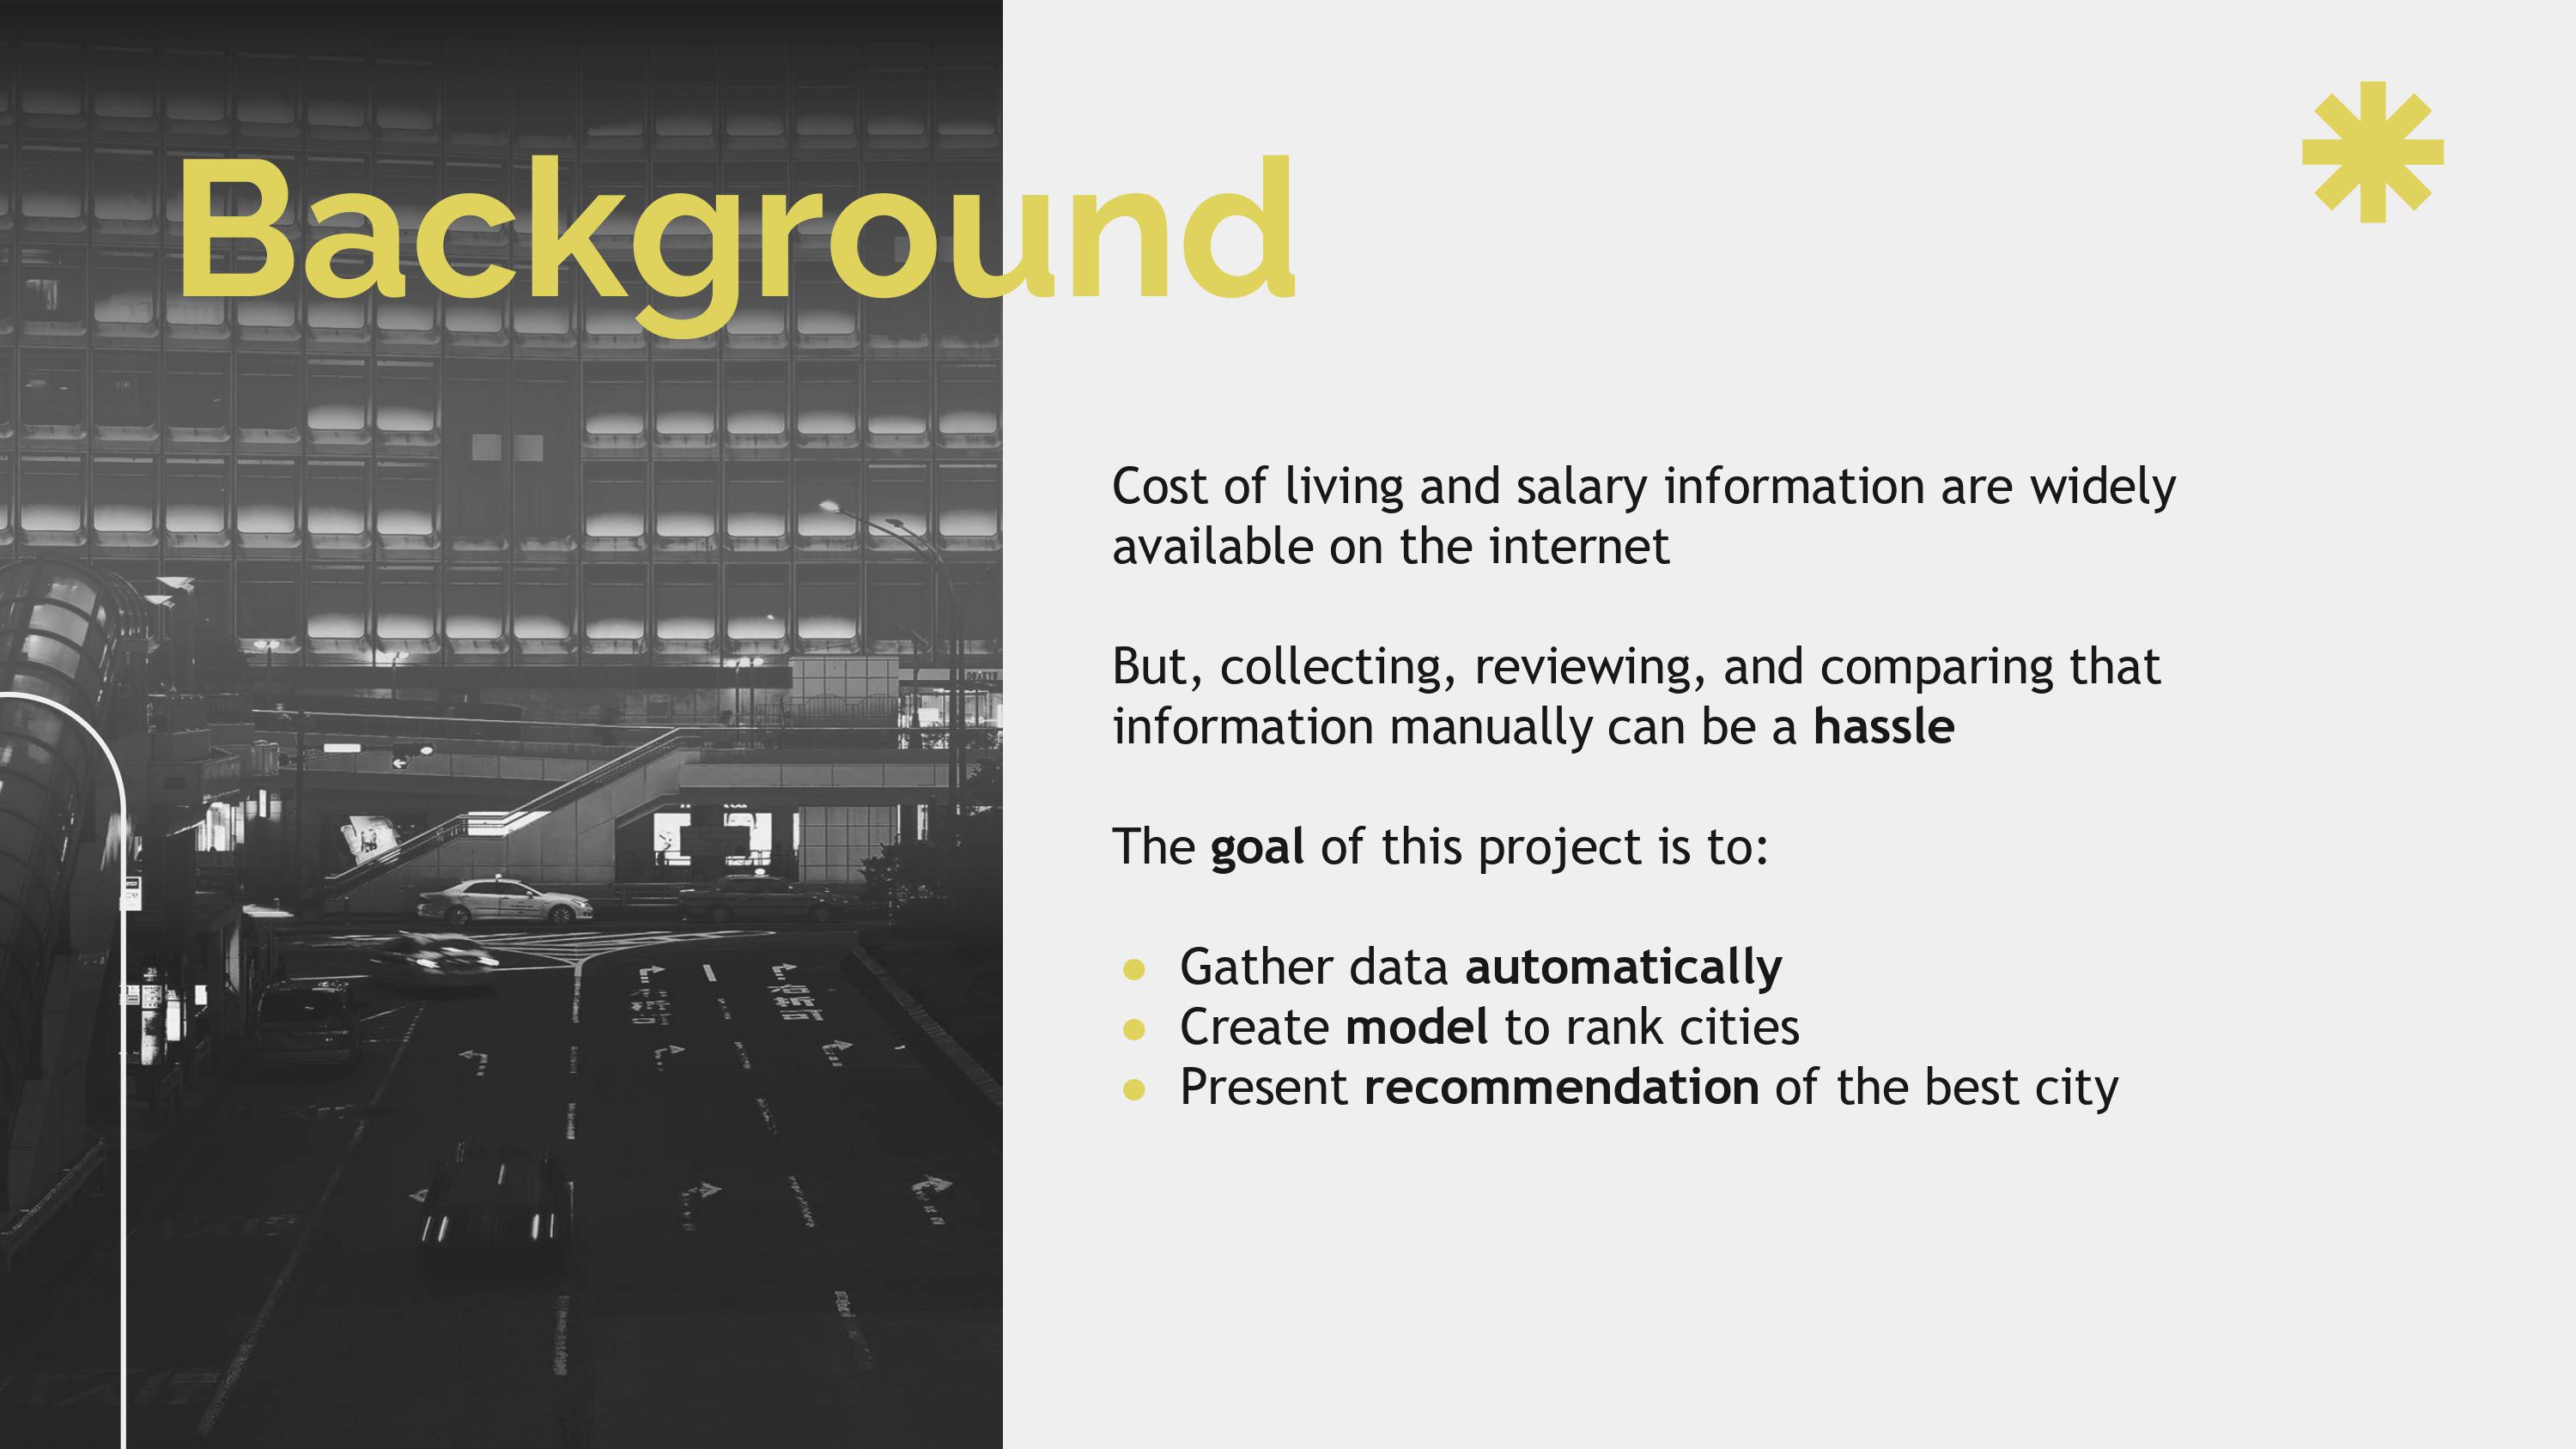 Background
Cost of living and salary information are widely
available on the internet
But, collecting, reviewing, and comparing that
information manually can be a hassle
The goal of this project is to:
● Gather data automatically
● Create model to rank cities
● Present recommendation of the best city